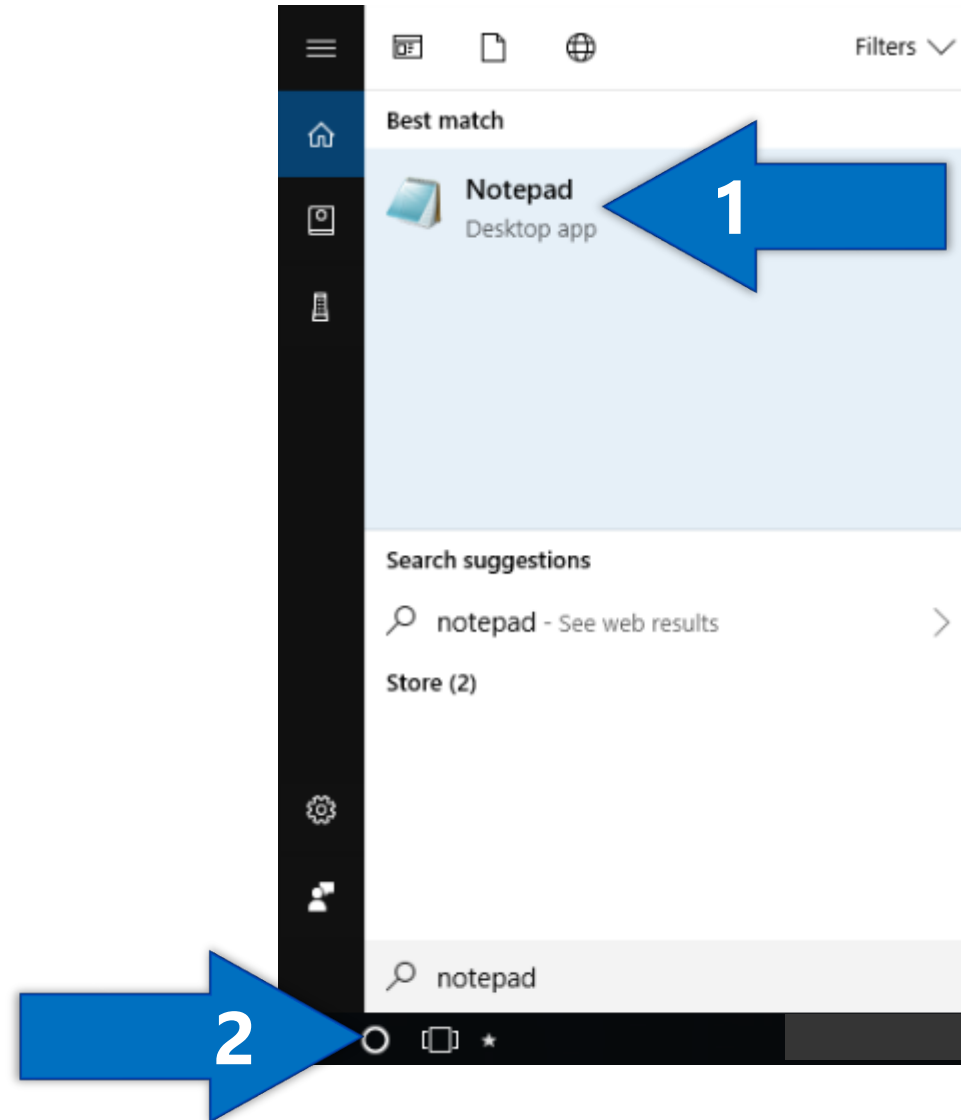 Filters
Best match
Notepad
1
Desktop app
Search suggestions
notepad - See web results
Store (2)
notepad
2